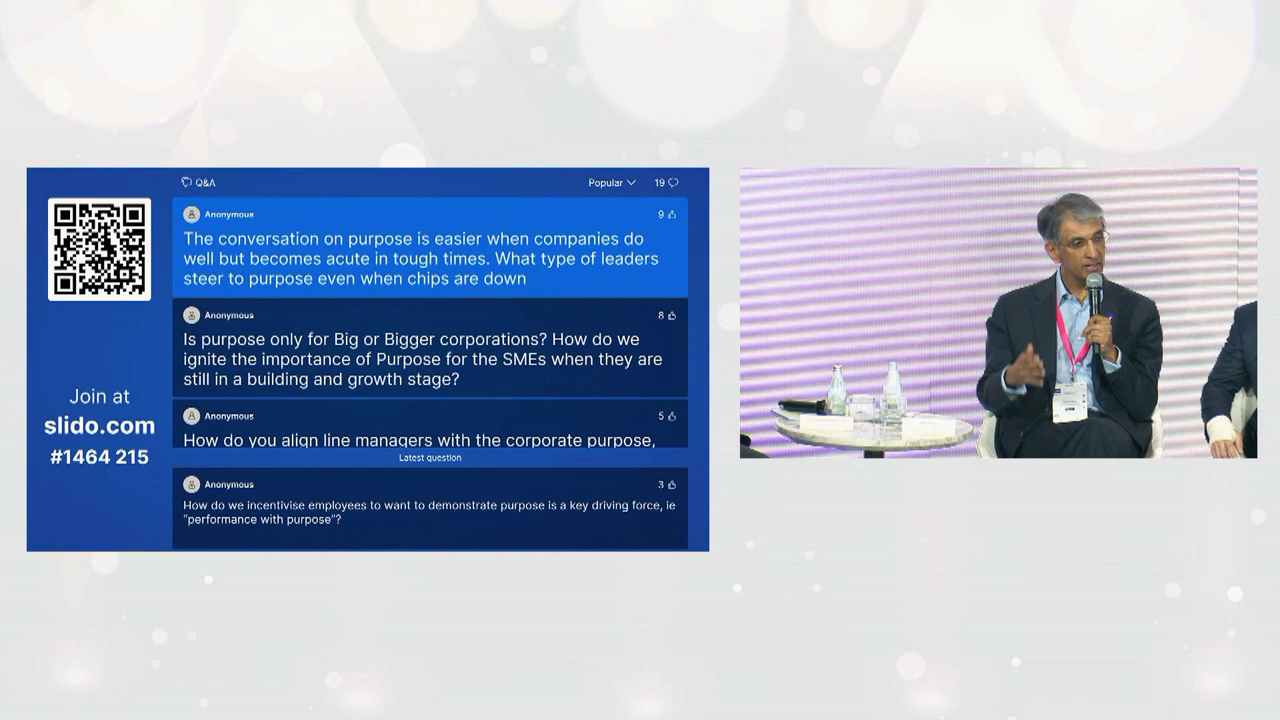 Q&A
Popular
19
Anonymous
9
The conversation on purpose is easier when companies do
well but becomes acute in tough times. What type of leaders
steer to purpose even when chips are down
Anonymous
8
Is purpose only for Big or Bigger corporations? How do we
ignite the importance of Purpose for the SMEs when they are
still in a building and growth stage?
Anonymous
5
How do you align line managers with the corporate purpose,
Latest question
Anonymous
3
How do we incentivise employees to want to demonstrate purpose is a key driving force, ie
"performance with purpose"?
Join at
slido.com
#1464 215